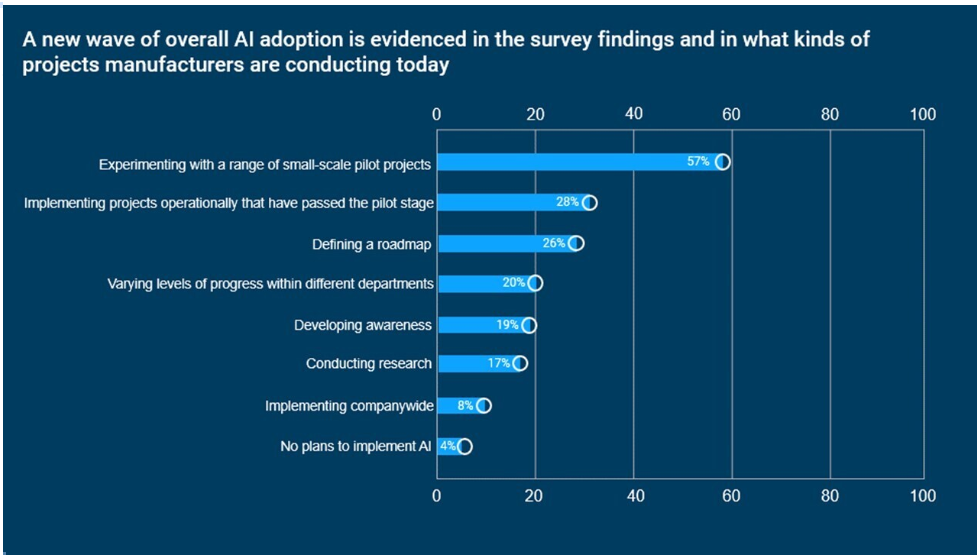 A new wave of overall AI adoption is evidenced in the survey findings and in what kinds of
projects manufacturers are conducting today
0 20 40 60 80 100
Experimenting with a range of small-scale pilot projects 57%
Implementing projects operationally that have passed the pilot stage 28%
Defining a roadmap 26%
Varying levels of progress within different departments 20%
Developing awareness 19%
Conducting research 17%
Implementing companywide 8%
No plans to implement AI 4%
0 20 40 60 80 100